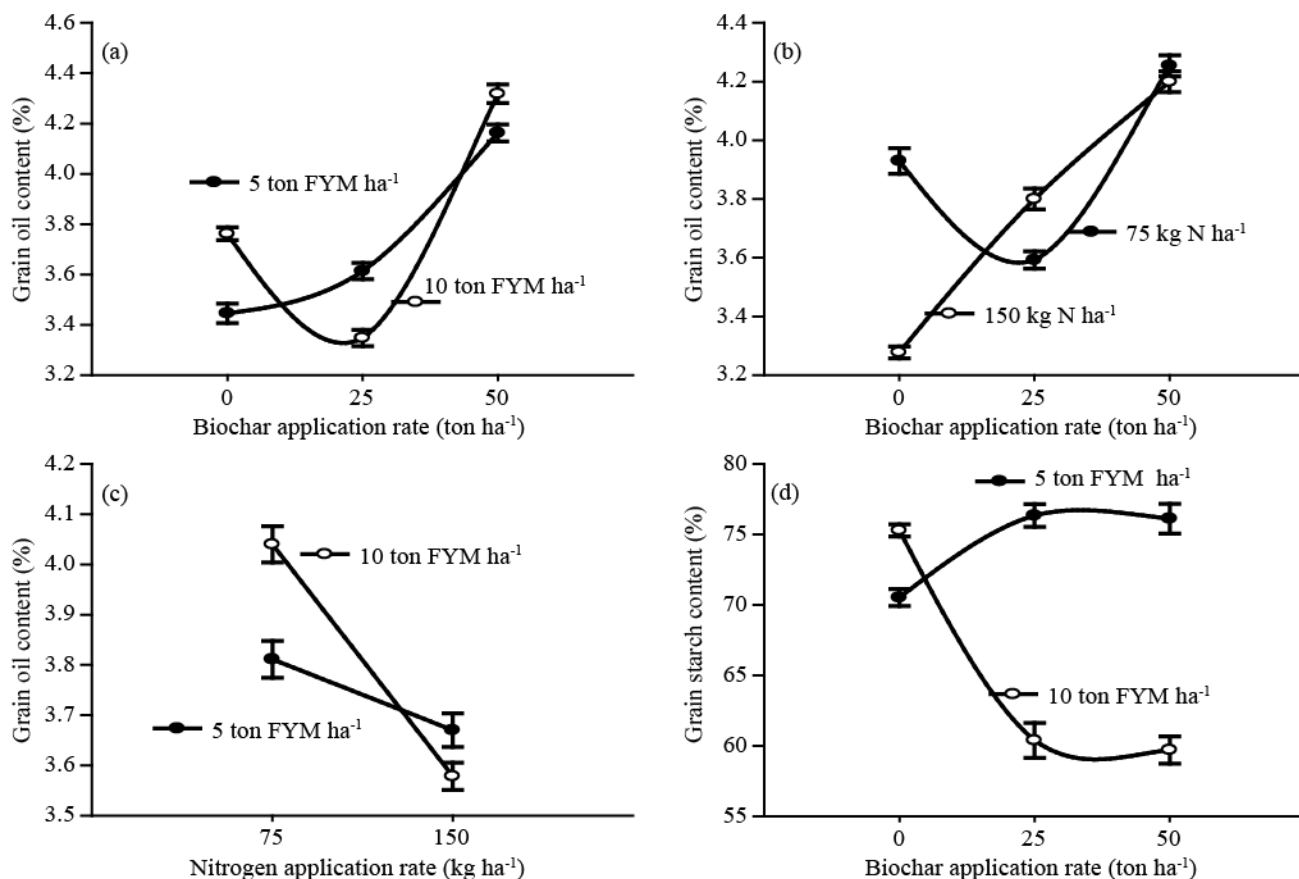 (a)
Grain oil content (%)
4.6
4.4
4.2
4.0
3.8
3.6
3.4
3.2
5 ton FYM ha⁻¹
10 ton FYM ha⁻¹
0 25 50
Biochar application rate (ton ha⁻¹)
(b)
Grain oil content (%)
4.2
4.0
3.8
3.6
3.4
3.2
75 kg N ha⁻¹
150 kg N ha⁻¹
0 25 50
Biochar application rate (ton ha⁻¹)
(c)
Grain oil content (%)
4.2
4.1
4.0
3.9
3.8
3.7
3.6
3.5
10 ton FYM ha⁻¹
5 ton FYM ha⁻¹
75 150
Nitrogen application rate (kg ha⁻¹)
(d)
Grain starch content (%)
80
75
70
65
60
55
5 ton FYM ha⁻¹
10 ton FYM ha⁻¹
0 25 50
Biochar application rate (ton ha⁻¹)